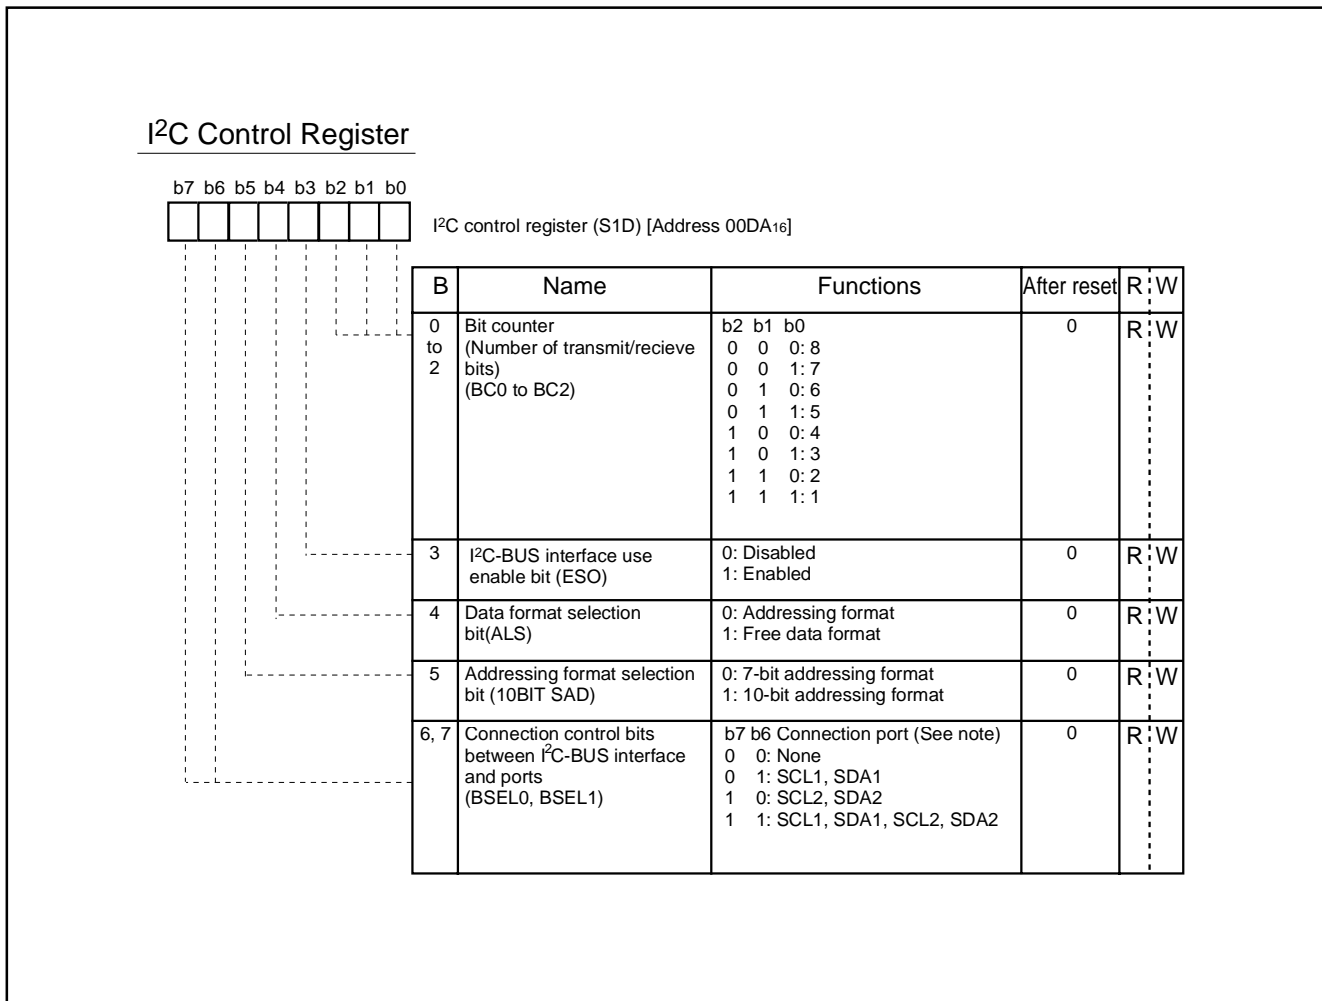 I2C Control Register
b7 b6 b5 b4 b3 b2 b1 b0
I2C control register (S1D) [Address 00DA16]
B Name Functions After reset R W
0 to 2
Bit counter
(Number of transmit/recieve
bits)
(BC0 to BC2)
b2 b1 b0
0 0 0: 8
0 0 1: 7
0 1 0: 6
0 1 1: 5
1 0 0: 4
1 0 1: 3
1 1 0: 2
1 1 1: 1
0 R W
3
I2C-BUS interface use
enable bit (ESO)
0: Disabled
1: Enabled
0 R W
4
Data format selection
bit(ALS)
0: Addressing format
1: Free data format
0 R W
5
Addressing format selection
bit (10BIT SAD)
0: 7-bit addressing format
1: 10-bit addressing format
0 R W
6, 7
Connection control bits
between I2C-BUS interface
and ports
(BSEL0, BSEL1)
b7 b6 Connection port (See note)
0 0: None
0 1: SCL1, SDA1
1 0: SCL2, SDA2
1 1: SCL1, SDA1, SCL2, SDA2
0 R W